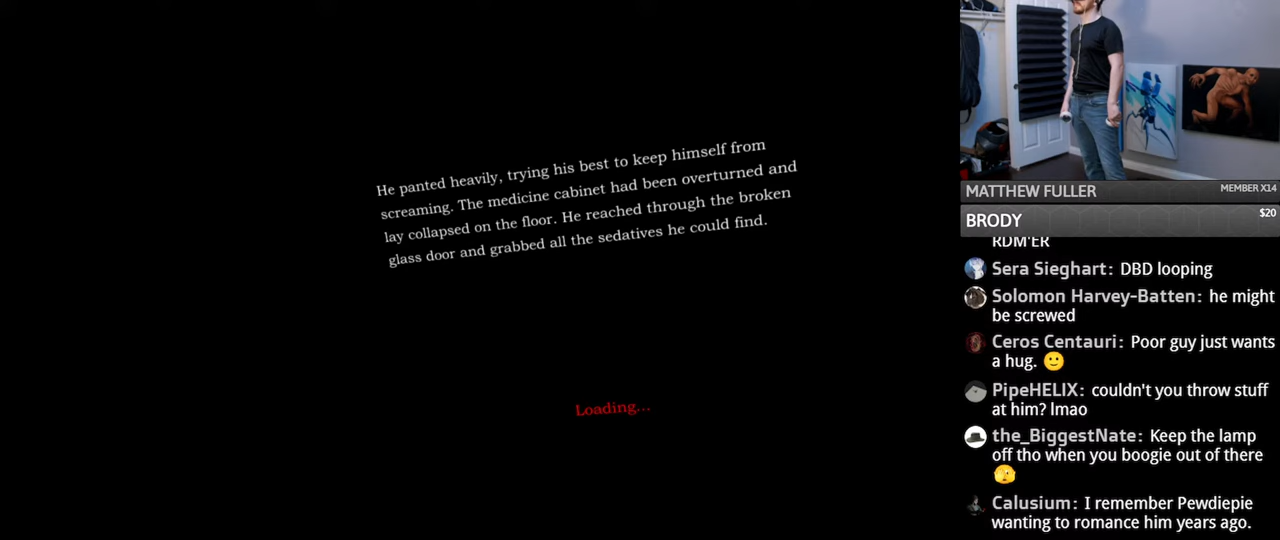 He panted heavily, trying his best to keep himself from
screaming. The medicine cabinet had been overturned and
lay collapsed on the floor. He reached through the broken
glass door and grabbed all the sedatives he could find.
Loading...
MATTHEW FULLER MEMBER X14
BRODY $20
RDM'ER
Sera Sieghart: DBD looping
Solomon Harvey-Batten: he might
be screwed
Ceros Centauri: Poor guy just wants
a hug. 🙂
PipeHELIX: couldn't you throw stuff
at him? lmao
the_BiggestNate: Keep the lamp
off tho when you boogie out of there
🫣
Calusium: I remember Pewdiepie
wanting to romance him years ago.